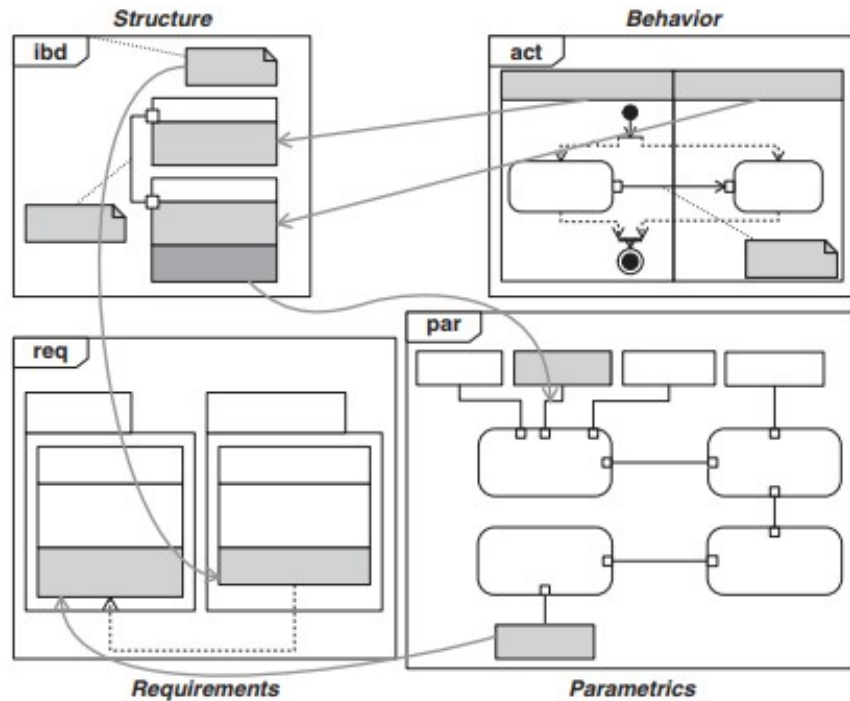 Structure
Behavior
ibd
act
req
par
Requirements
Parametrics